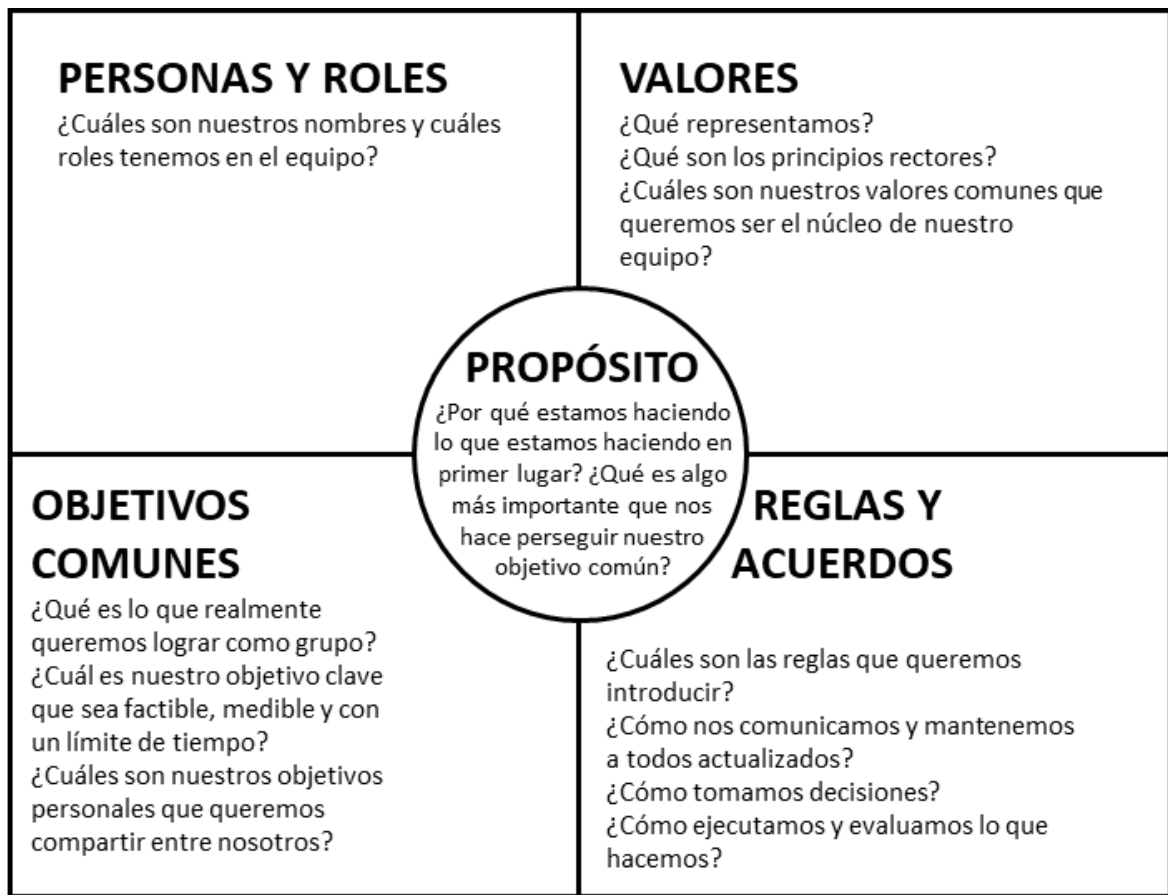 PERSONAS Y ROLES
¿Cuáles son nuestros nombres y cuáles
roles tenemos en el equipo?
VALORES
¿Qué representamos?
¿Qué son los principios rectores?
¿Cuáles son nuestros valores comunes que
queremos ser el núcleo de nuestro
equipo?
PROPÓSITO
¿Por qué estamos haciendo
lo que estamos haciendo en
primer lugar? ¿Qué es algo
más importante que nos
hace perseguir nuestro
objetivo común?
OBJETIVOS
COMUNES
¿Qué es lo que realmente
queremos lograr como grupo?
¿Cuál es nuestro objetivo clave
que sea factible, medible y con
un límite de tiempo?
¿Cuáles son nuestros objetivos
personales que queremos
compartir entre nosotros?
REGLAS Y
ACUERDOS
¿Cuáles son las reglas que queremos
introducir?
¿Cómo nos comunicamos y mantenemos
a todos actualizados?
¿Cómo tomamos decisiones?
¿Cómo ejecutamos y evaluamos lo que
hacemos?